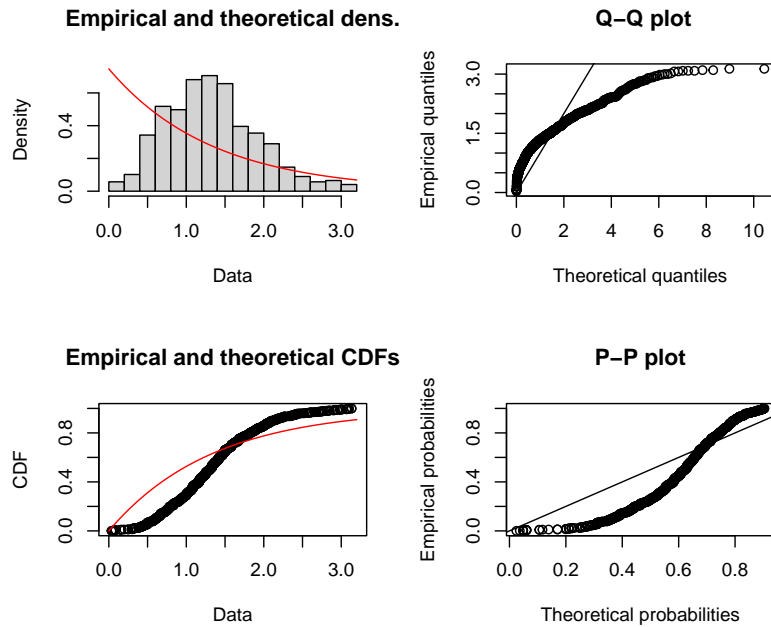 Empirical and theoretical dens.
Density
0.0 0.4
0.0 1.0 2.0 3.0
Data
Q−Q plot
Empirical quantiles
0.0 1.5 3.0
0 2 4 6 8 10
Theoretical quantiles
Empirical and theoretical CDFs
CDF
0.0 0.4 0.8
0.0 1.0 2.0 3.0
Data
P−P plot
Empirical probabilities
0.0 0.4 0.8
0.0 0.2 0.4 0.6 0.8
Theoretical probabilities